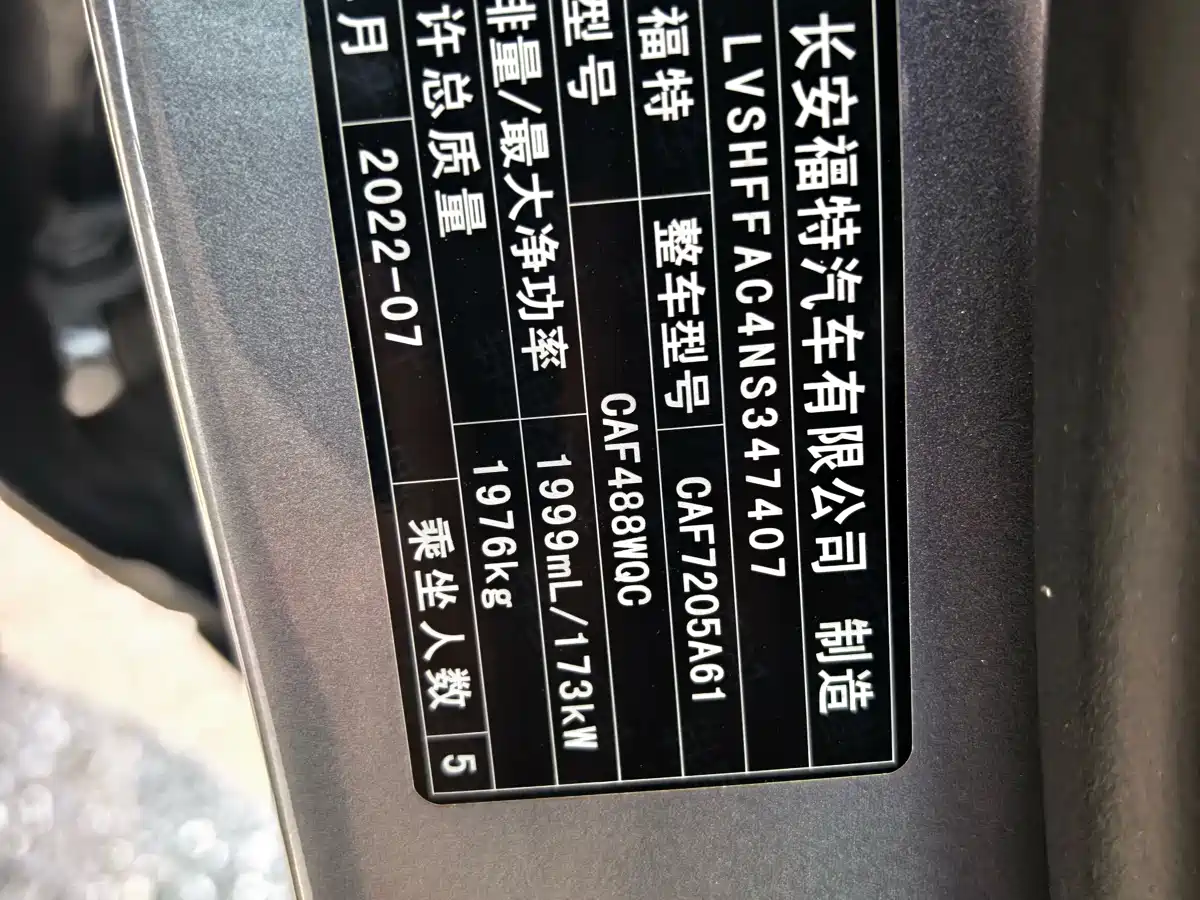 长安福特汽车有限公司 制造
LVSHFFAC4NS347407
福特 整车型号 CAF7205A61
型号 CAF488WQC
排量/最大净功率 1999mL/173kW
许总质量 1976kg
月 2022-07 乘坐人数 5